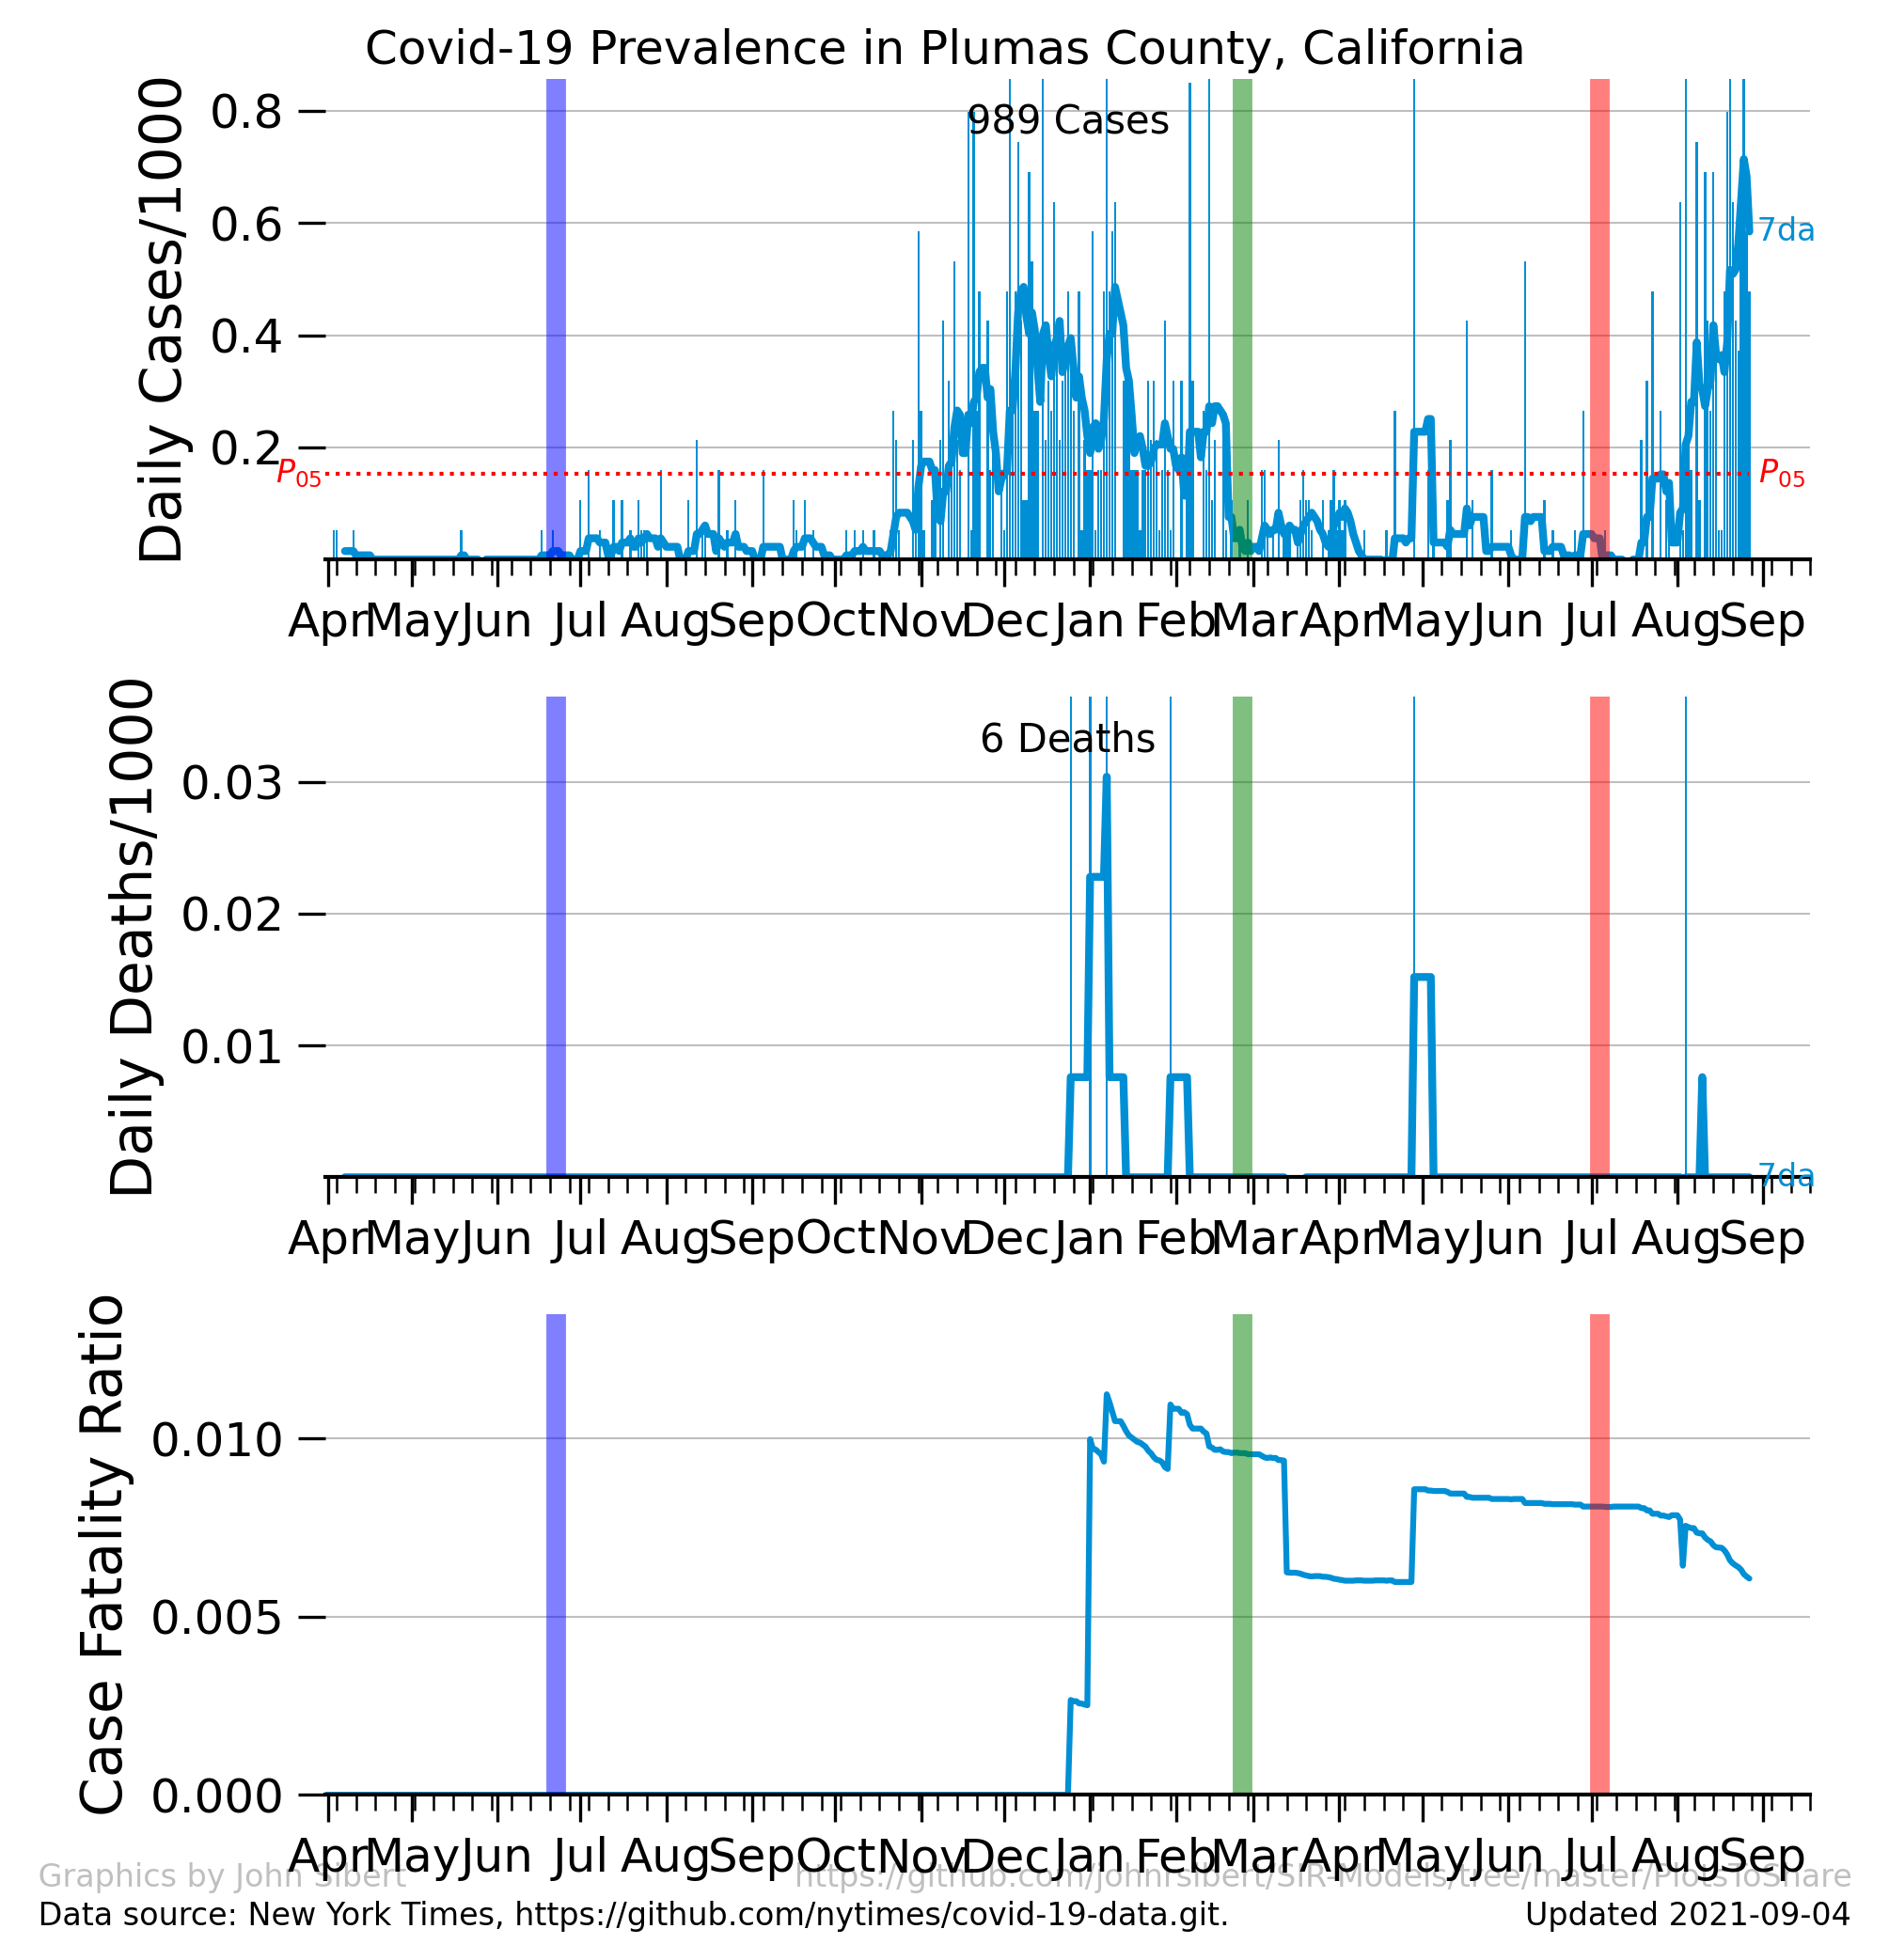 Covid-19 Prevalence in Plumas County, California
Daily Cases/1000
0.8
0.6
0.4
0.2
989 Cases
7da
P05
P05
Apr May Jun Jul Aug Sep Oct Nov Dec Jan Feb Mar Apr May Jun Jul Aug Sep
Daily Deaths/1000
0.03
0.02
0.01
6 Deaths
7da
Apr May Jun Jul Aug Sep Oct Nov Dec Jan Feb Mar Apr May Jun Jul Aug Sep
Case Fatality Ratio
0.010
0.005
0.000
Apr May Jun Jul Aug Sep Oct Nov Dec Jan Feb Mar Apr May Jun Jul Aug Sep
Graphics by John Sibert
https://github.com/johnrsibert/SIR-Models/tree/master/PlotsToShare
Data source: New York Times, https://github.com/nytimes/covid-19-data.git.
Updated 2021-09-04